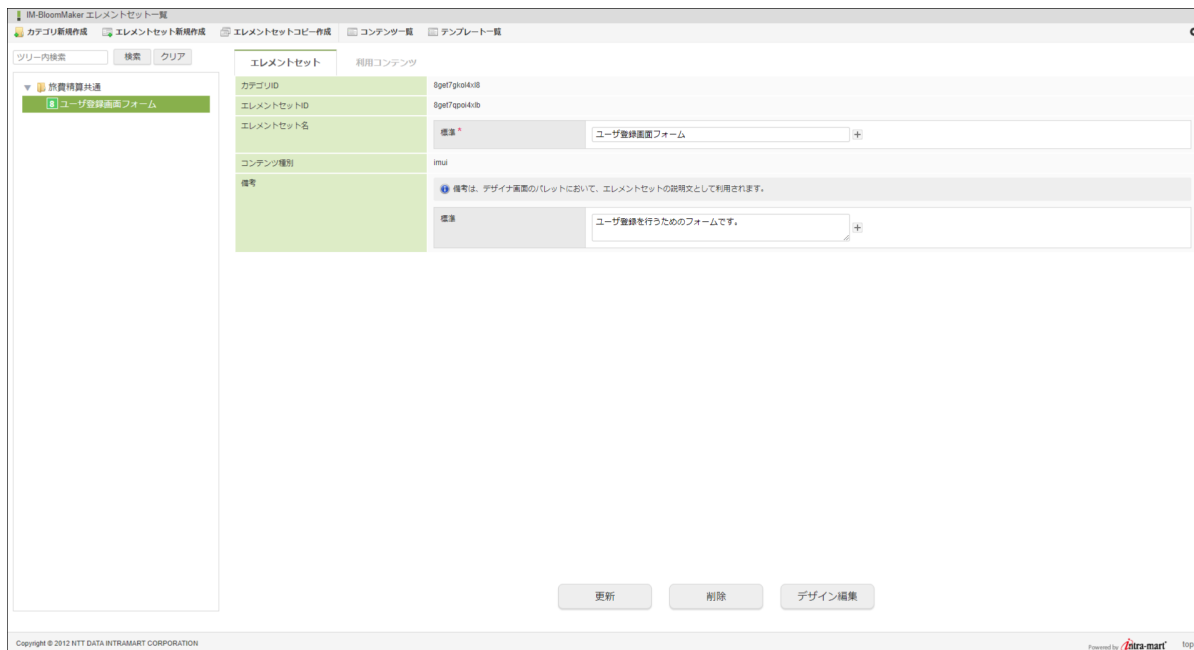 IM-BloomMaker エレメントセット一覧
カテゴリ新規作成 エレメントセット新規作成 エレメントセットコピー作成 コンテンツ一覧 テンプレート一覧
ツリー内検索 検索 クリア
エレメントセット 利用コンテンツ
旅費精算共通
8 ユーザ登録画面フォーム
カテゴリID 8get7gkol4xl8
エレメントセットID 8get7qpoi4xlb
エレメントセット名 標準 * ユーザ登録画面フォーム
コンテンツ種別 imui
備考 備考は、デザイナ画面のパレットにおいて、エレメントセットの説明文として利用されます。
標準 ユーザ登録を行うためのフォームです。
更新 削除 デザイン編集
Copyright © 2012 NTT DATA INTRAMART CORPORATION
Powered by intra-mart top